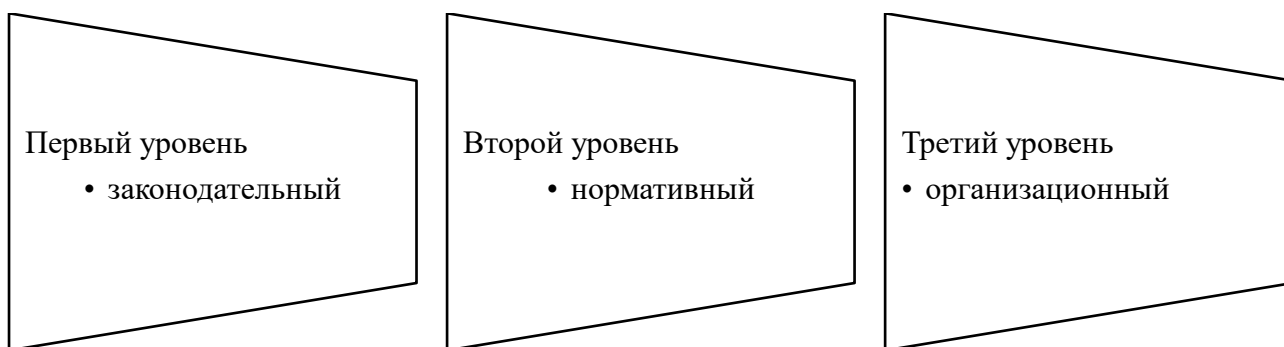 Первый уровень
• законодательный
Второй уровень
• нормативный
Третий уровень
• организационный